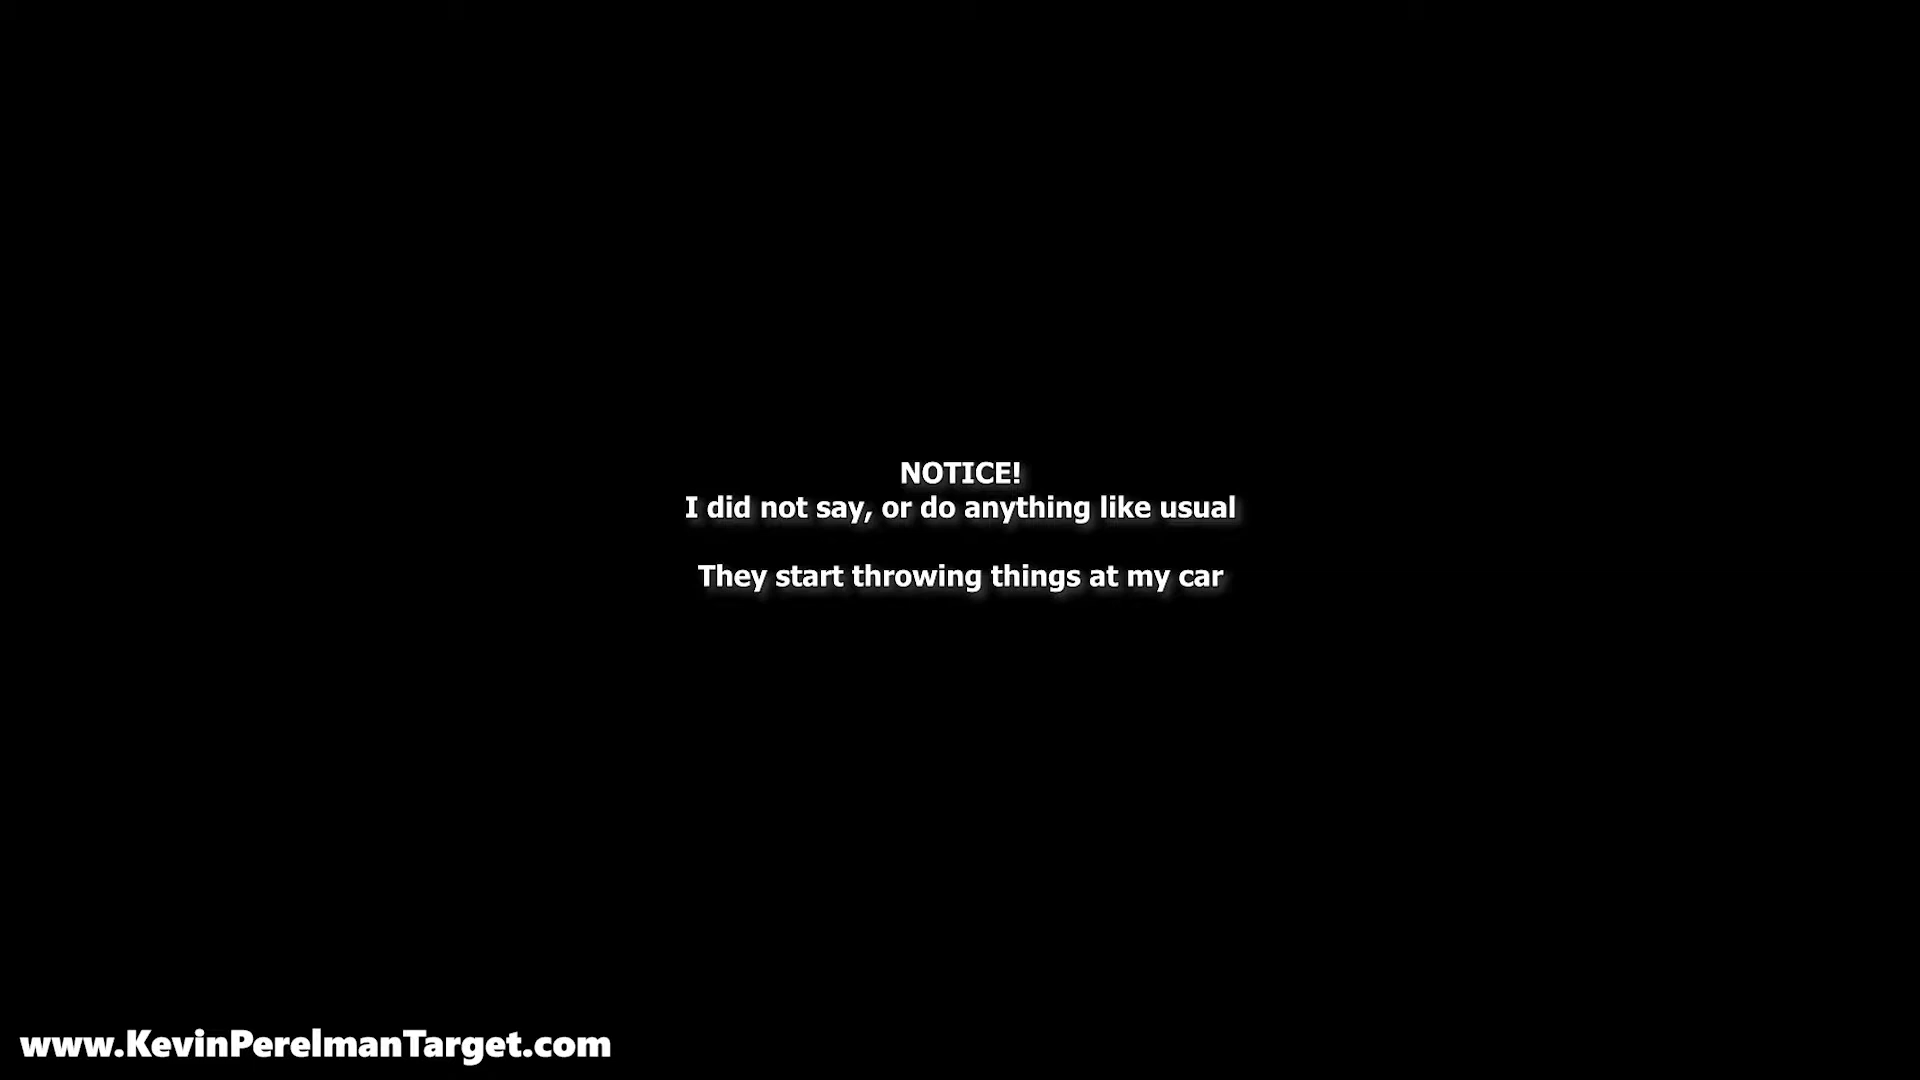 NOTICE!
I did not say, or do anything like usual
They start throwing things at my car
www.KevinPerelmanTarget.com